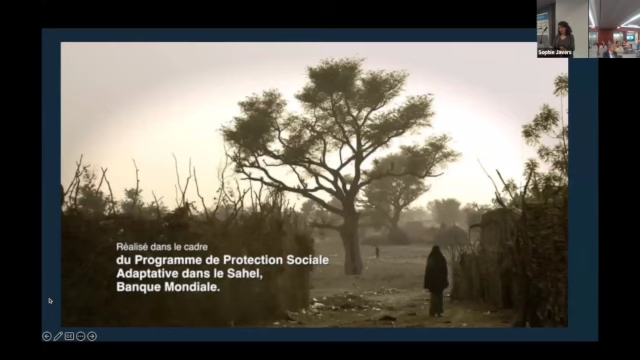 Sophie Javers
Réalisé dans le cadre
du Programme de Protection Sociale
Adaptative dans le Sahel,
Banque Mondiale.